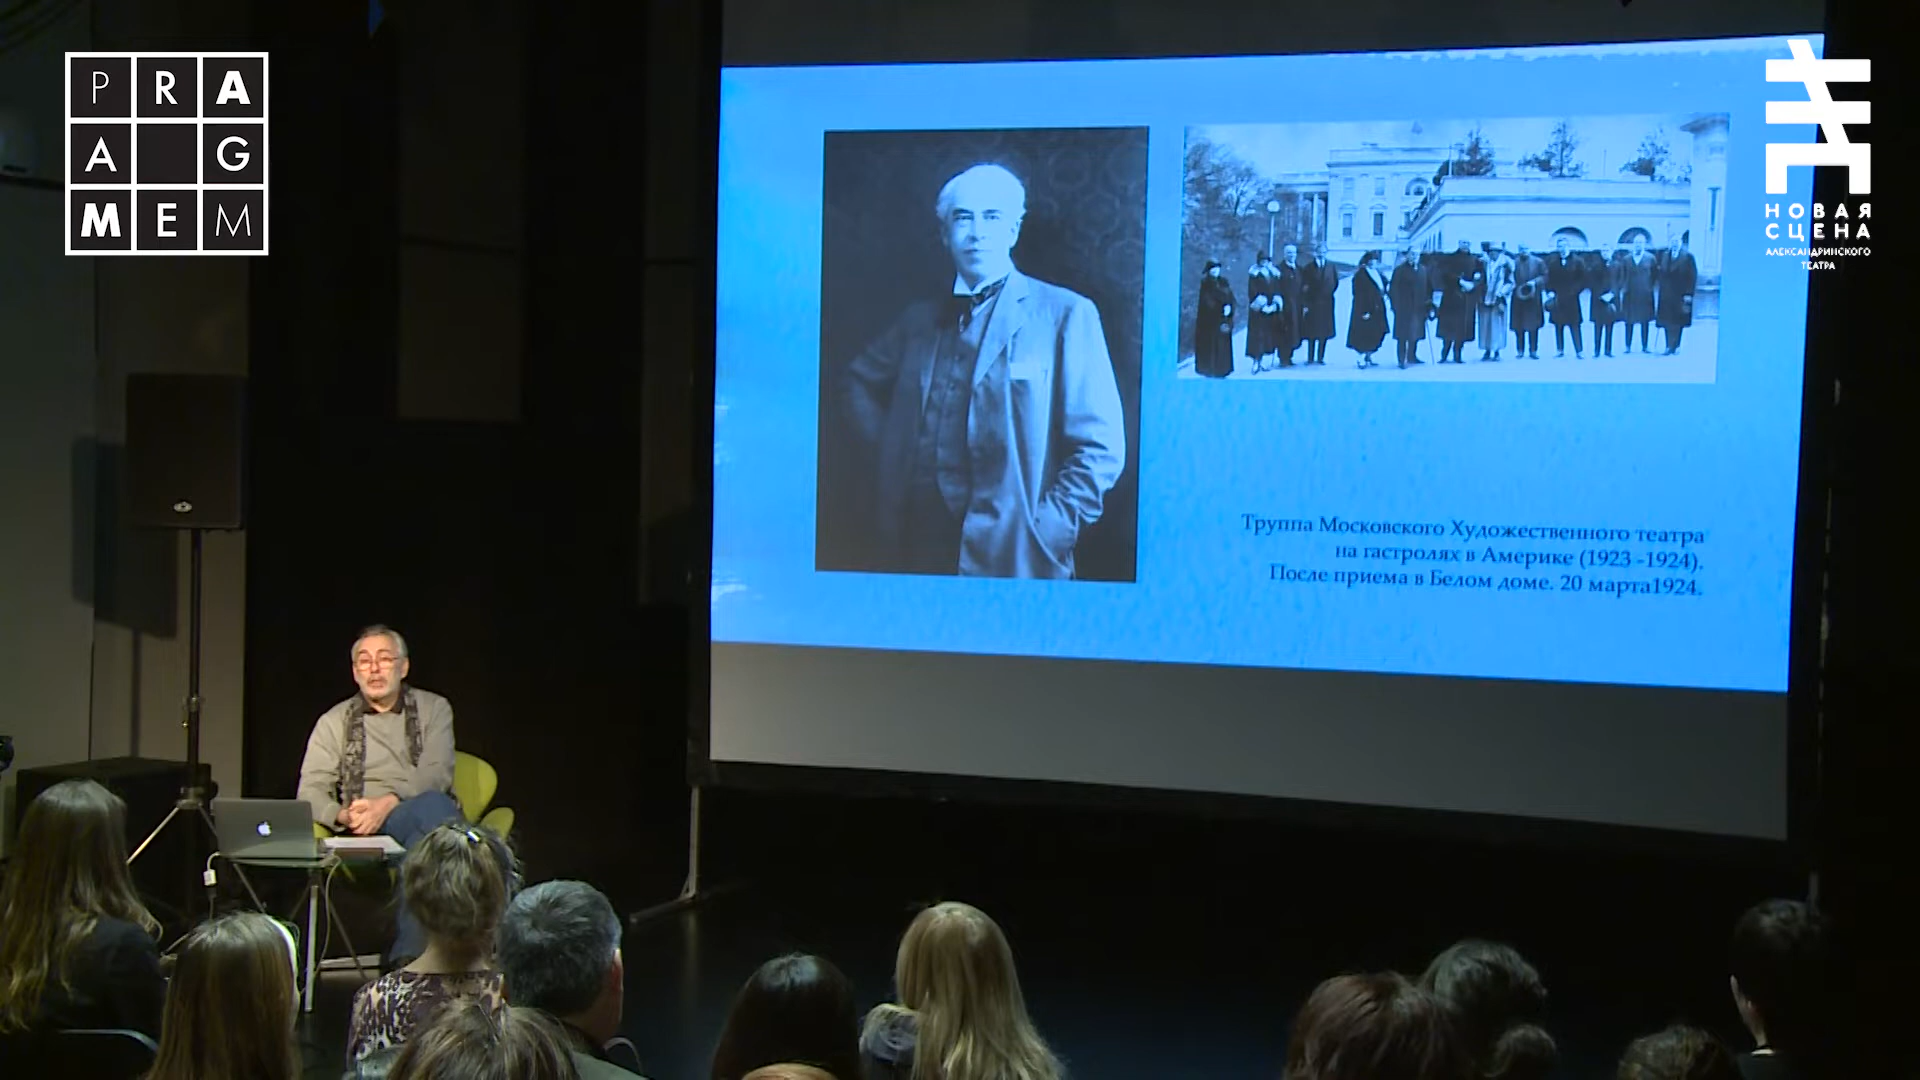 PRA
AG
MEM
НОВАЯ
СЦЕНА
АЛЕКСАНДРИНСКОГО
ТЕАТРА
Труппа Московского Художественного театра
на гастролях в Америке (1923 -1924).
После приема в Белом доме. 20 марта1924.